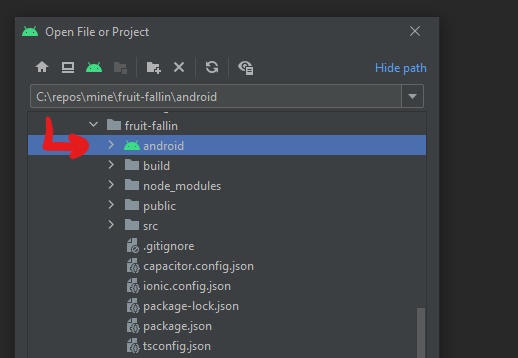 Open File or Project
Hide path
C:\repos\mine\fruit-fallin\android
fruit-fallin
android
build
node_modules
public
src
.gitignore
capacitor.config.json
ionic.config.json
package-lock.json
package.json
tsconfig.json